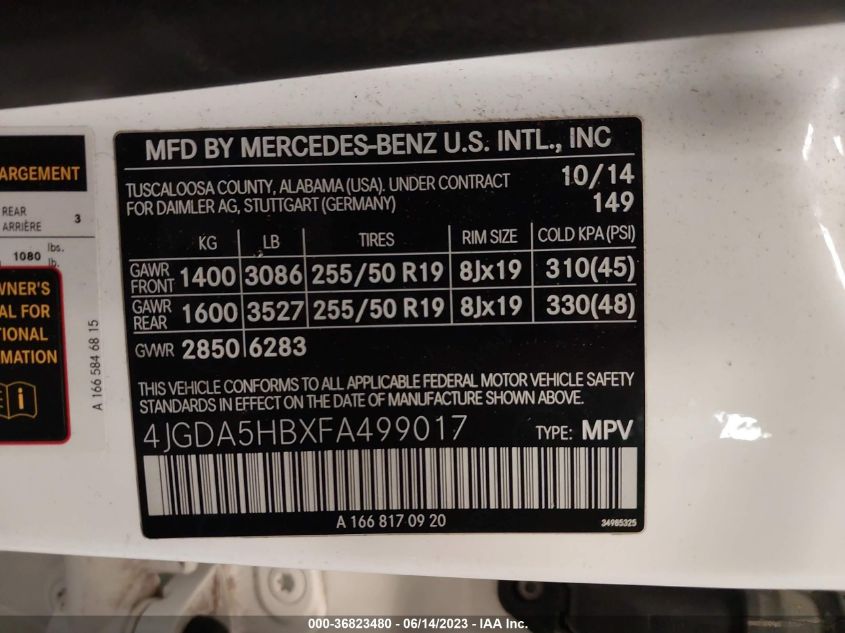 ARGEMENT
REAR
ARRIÈRE
3
1080 lbs.
lb.
WNER'S
AL FOR
TIONAL
RMATION
A 166 584 68 15
MFD BY MERCEDES-BENZ U.S. INTL., INC
TUSCALOOSA COUNTY, ALABAMA (USA). UNDER CONTRACT 10/14
FOR DAIMLER AG, STUTTGART (GERMANY) 149
KG LB TIRES RIM SIZE COLD KPA (PSI)
GAWR FRONT 1400 3086 255/50 R19 8Jx19 310(45)
GAWR REAR 1600 3527 255/50 R19 8Jx19 330(48)
GVWR 2850 6283
THIS VEHICLE CONFORMS TO ALL APPLICABLE FEDERAL MOTOR VEHICLE SAFETY
STANDARDS IN EFFECT ON THE DATE OF MANUFACTURE SHOWN ABOVE.
4JGDA5HBXFA499017 TYPE: MPV
A 166 817 09 20
34985325
000-36823480 - 06/14/2023 - IAA Inc.